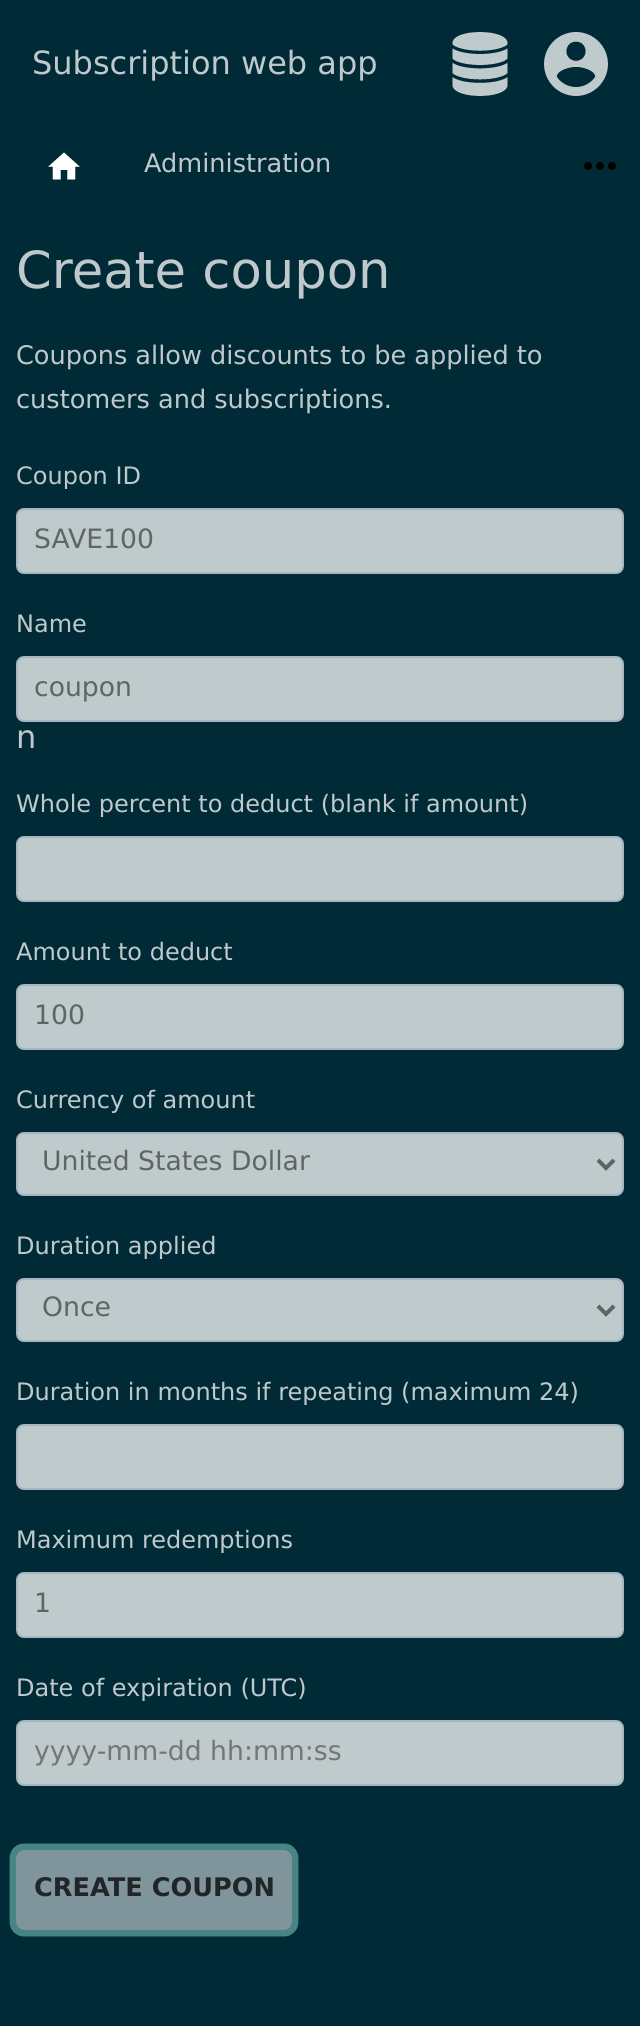 Subscription web app
Administration
Create coupon
Coupons allow discounts to be applied to
customers and subscriptions.
Coupon ID
SAVE100
Name
coupon
n
Whole percent to deduct (blank if amount)
Amount to deduct
100
Currency of amount
United States Dollar
Duration applied
Once
Duration in months if repeating (maximum 24)
Maximum redemptions
1
Date of expiration (UTC)
yyyy-mm-dd hh:mm:ss
CREATE COUPON